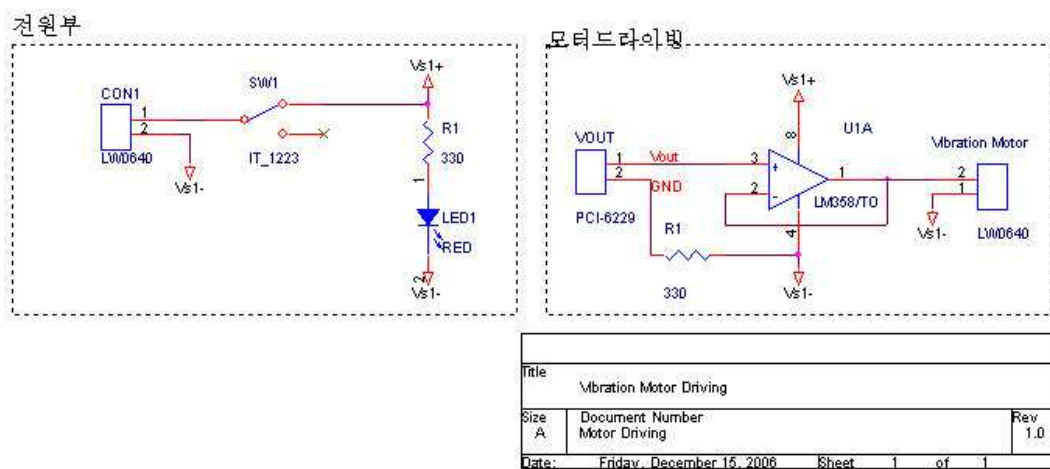 전원부
Vs1+
SW1
CON1
1
2
LW0640
Vs1-
IT_1223
R1
330
1
LED1
RED
2
Vs1-
모터드라이빙
Vs1+
8
U1A
VOUT
1
2
Vout
GND
PCI-6229
3
+
2
-
1
LM358/TO
4
R1
330
Vs1-
Vibration Motor
2
1
Vs1-
LW0640
Title
Vibration Motor Driving
Size
A
Document Number
Motor Driving
Rev
1.0
Date: Friday, December 15, 2006 Sheet 1 of 1